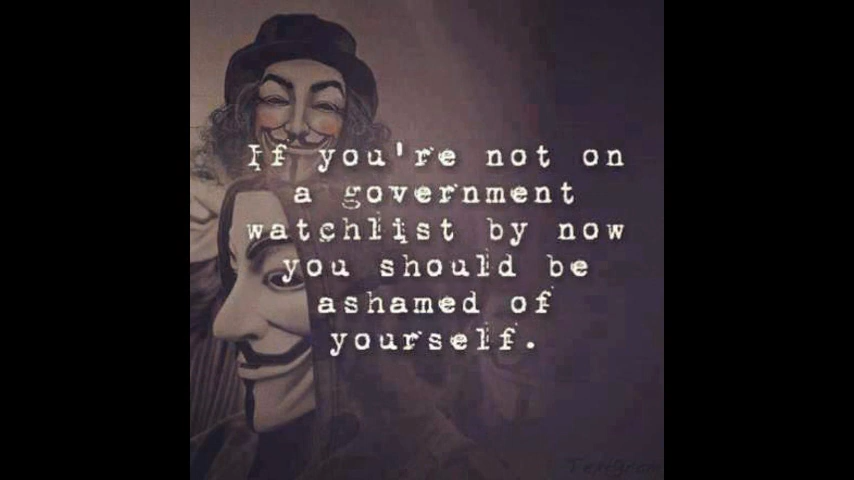 If you're not on
a government
watchlist by now
you should be
ashamed of
yourself.